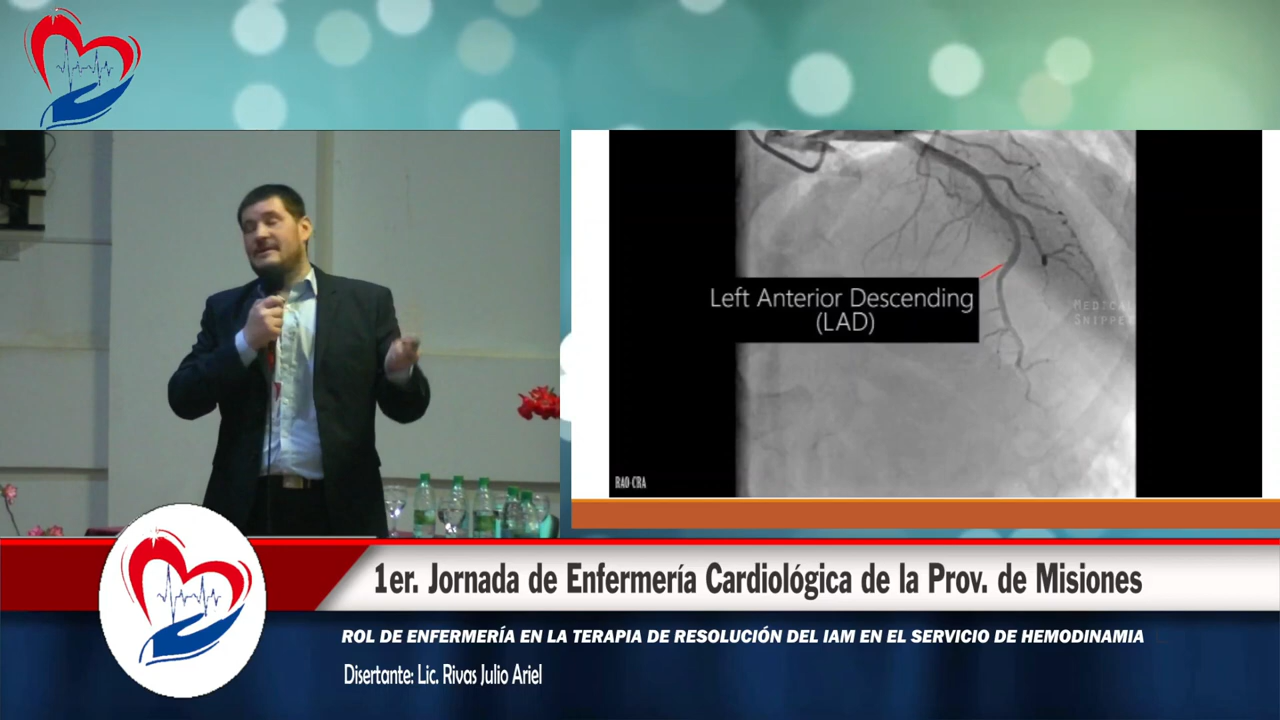 Left Anterior Descending
(LAD)
MEDICAL
SNIPPET
RAO-CRA
1er. Jornada de Enfermería Cardiológica de la Prov. de Misiones
ROL DE ENFERMERÍA EN LA TERAPIA DE RESOLUCIÓN DEL IAM EN EL SERVICIO DE HEMODINAMIA
Disertante: Lic. Rivas Julio Ariel